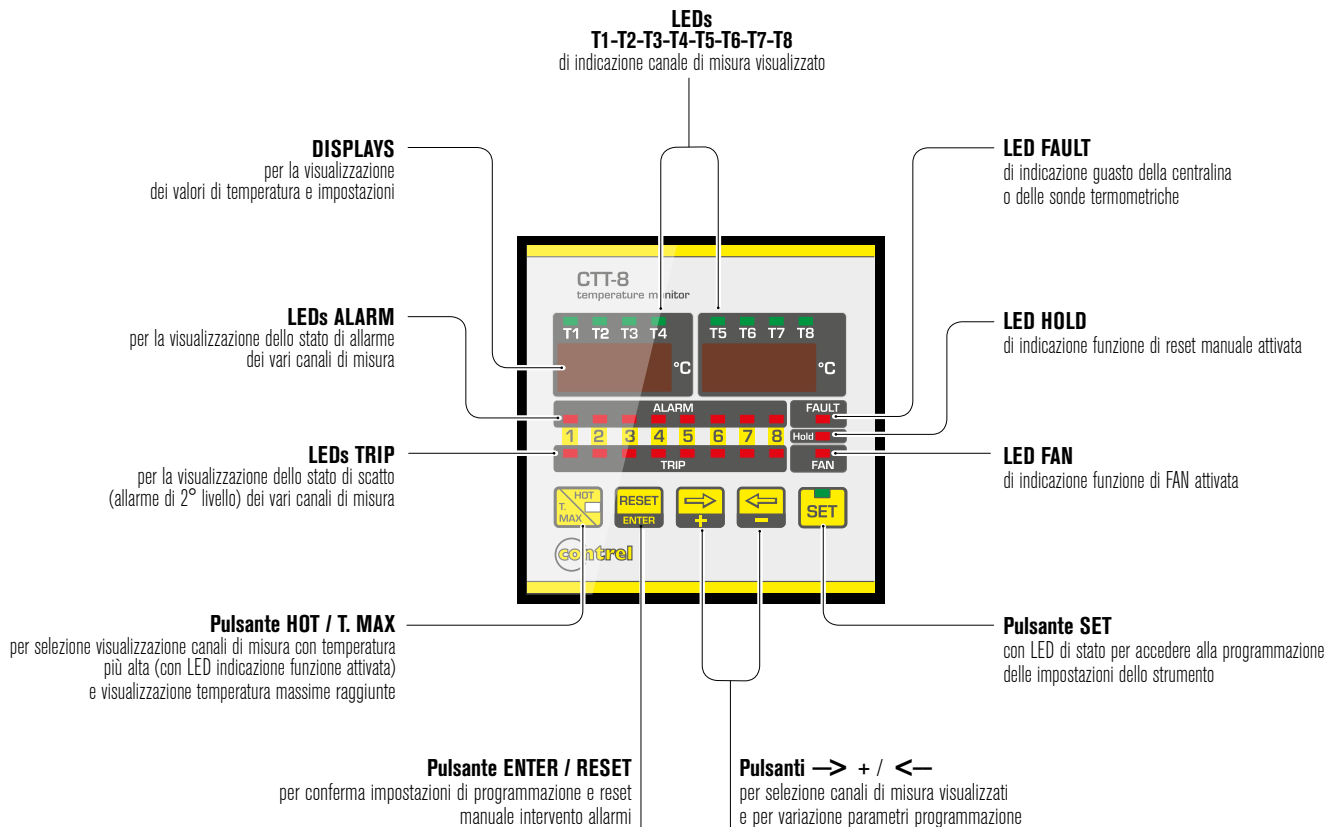 LEDs
T1-T2-T3-T4-T5-T6-T7-T8
di indicazione canale di misura visualizzato
DISPLAYS
per la visualizzazione
dei valori di temperatura e impostazioni
LED FAULT
di indicazione guasto della centralina
o delle sonde termometriche
LEDs ALARM
per la visualizzazione dello stato di allarme
dei vari canali di misura
LED HOLD
di indicazione funzione di reset manuale attivata
LEDs TRIP
per la visualizzazione dello stato di scatto
(allarme di 2° livello) dei vari canali di misura
LED FAN
di indicazione funzione di FAN attivata
CTT-8
temperature monitor
T1 T2 T3 T4 T5 T6 T7 T8
°C °C
ALARM FAULT
1 2 3 4 5 6 7 8 Hold
TRIP FAN
HOT
T. MAX
RESET
ENTER
⇨
+
⇦
−
SET
contrel
Pulsante HOT / T. MAX
per selezione visualizzazione canali di misura con temperatura
più alta (con LED indicazione funzione attivata)
e visualizzazione temperatura massime raggiunte
Pulsante SET
con LED di stato per accedere alla programmazione
delle impostazioni dello strumento
Pulsante ENTER / RESET
per conferma impostazioni di programmazione e reset
manuale intervento allarmi
Pulsanti —> + / <—
per selezione canali di misura visualizzati
e per variazione parametri programmazione